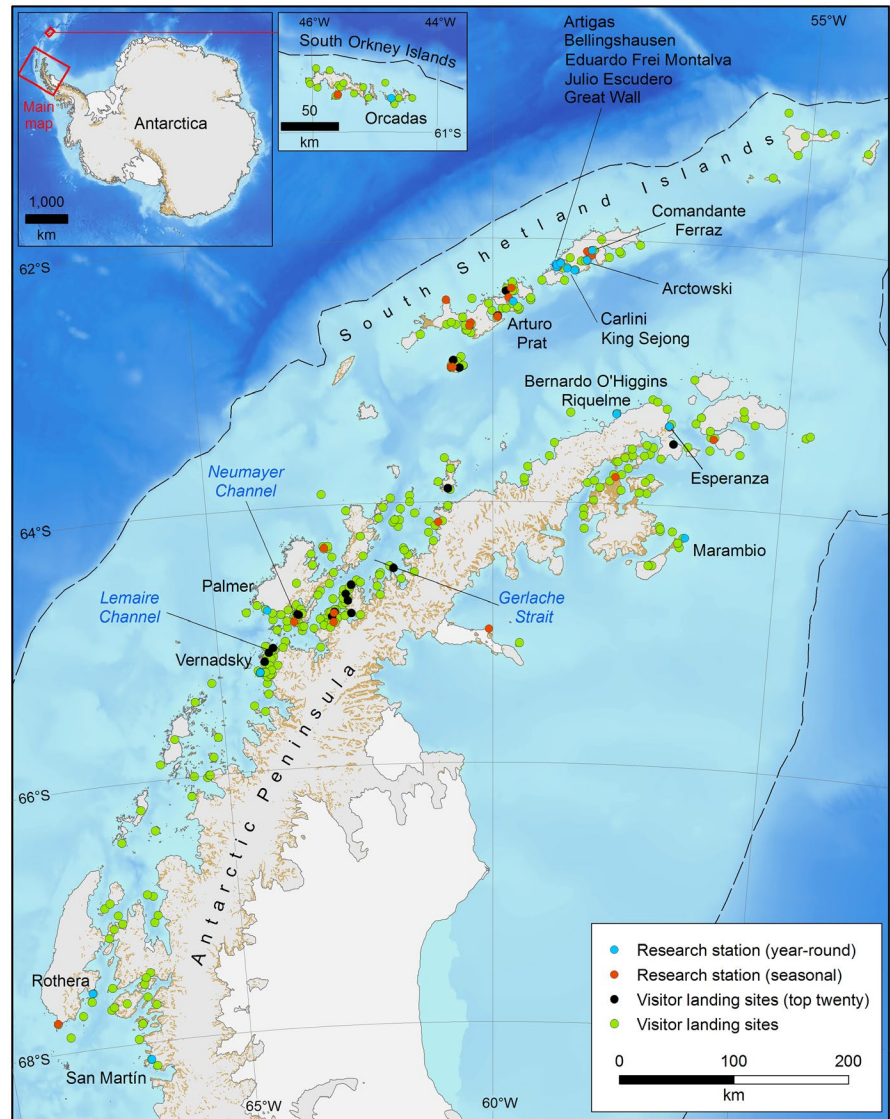 46°W
44°W
South Orkney Islands
50
km
Orcadas
61°S
Main
map
Antarctica
1,000
km
Artigas
Bellingshausen
Eduardo Frei Montalva
Julio Escudero
Great Wall
55°W
South Shetland Islands
62°S
Comandante
Ferraz
Arctowski
Carlini
King Sejong
Arturo
Prat
Bernardo O'Higgins
Riquelme
Esperanza
Neumayer
Channel
64°S
Marambio
Palmer
Lemaire
Channel
Gerlache
Strait
Vernadsky
Antarctic Peninsula
66°S
Rothera
68°S
San Martín
65°W
60°W
Research station (year-round)
Research station (seasonal)
Visitor landing sites (top twenty)
Visitor landing sites
0
100
200
km